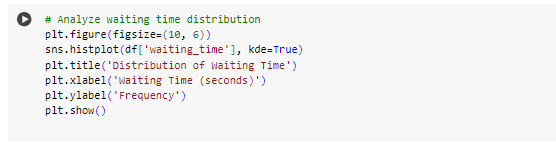 # Analyze waiting time distribution
plt.figure(figsize=(10, 6))
sns.histplot(df['waiting_time'], kde=True)
plt.title('Distribution of Waiting Time')
plt.xlabel('Waiting Time (seconds)')
plt.ylabel('Frequency')
plt.show()